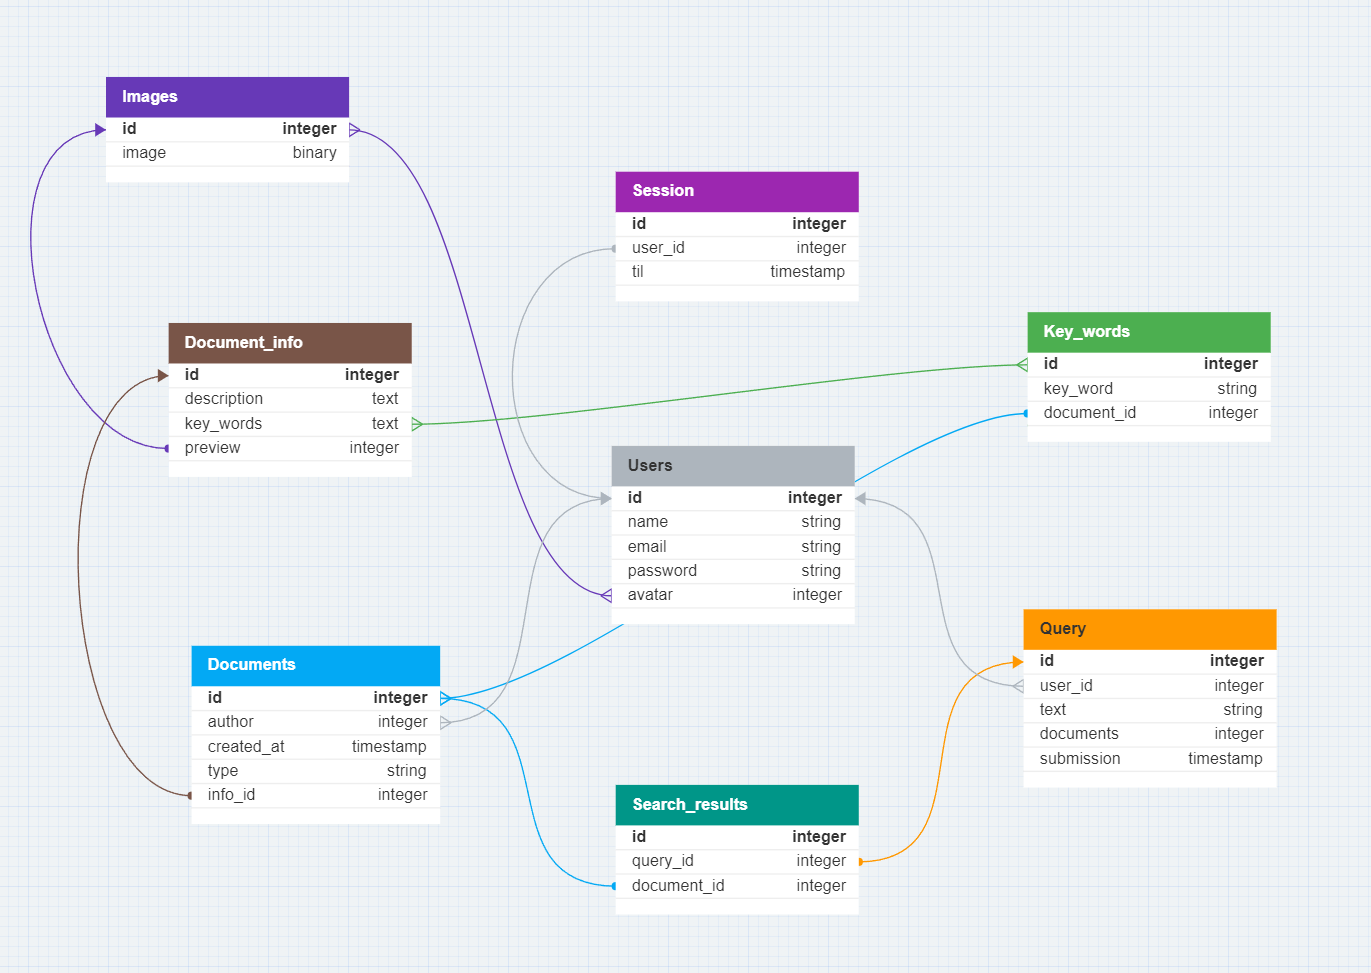 Images
id integer
image binary
Session
id integer
user_id integer
til timestamp
Document_info
id integer
description text
key_words text
preview integer
Key_words
id integer
key_word string
document_id integer
Users
id integer
name string
email string
password string
avatar integer
Documents
id integer
author integer
created_at timestamp
type string
info_id integer
Query
id integer
user_id integer
text string
documents integer
submission timestamp
Search_results
id integer
query_id integer
document_id integer